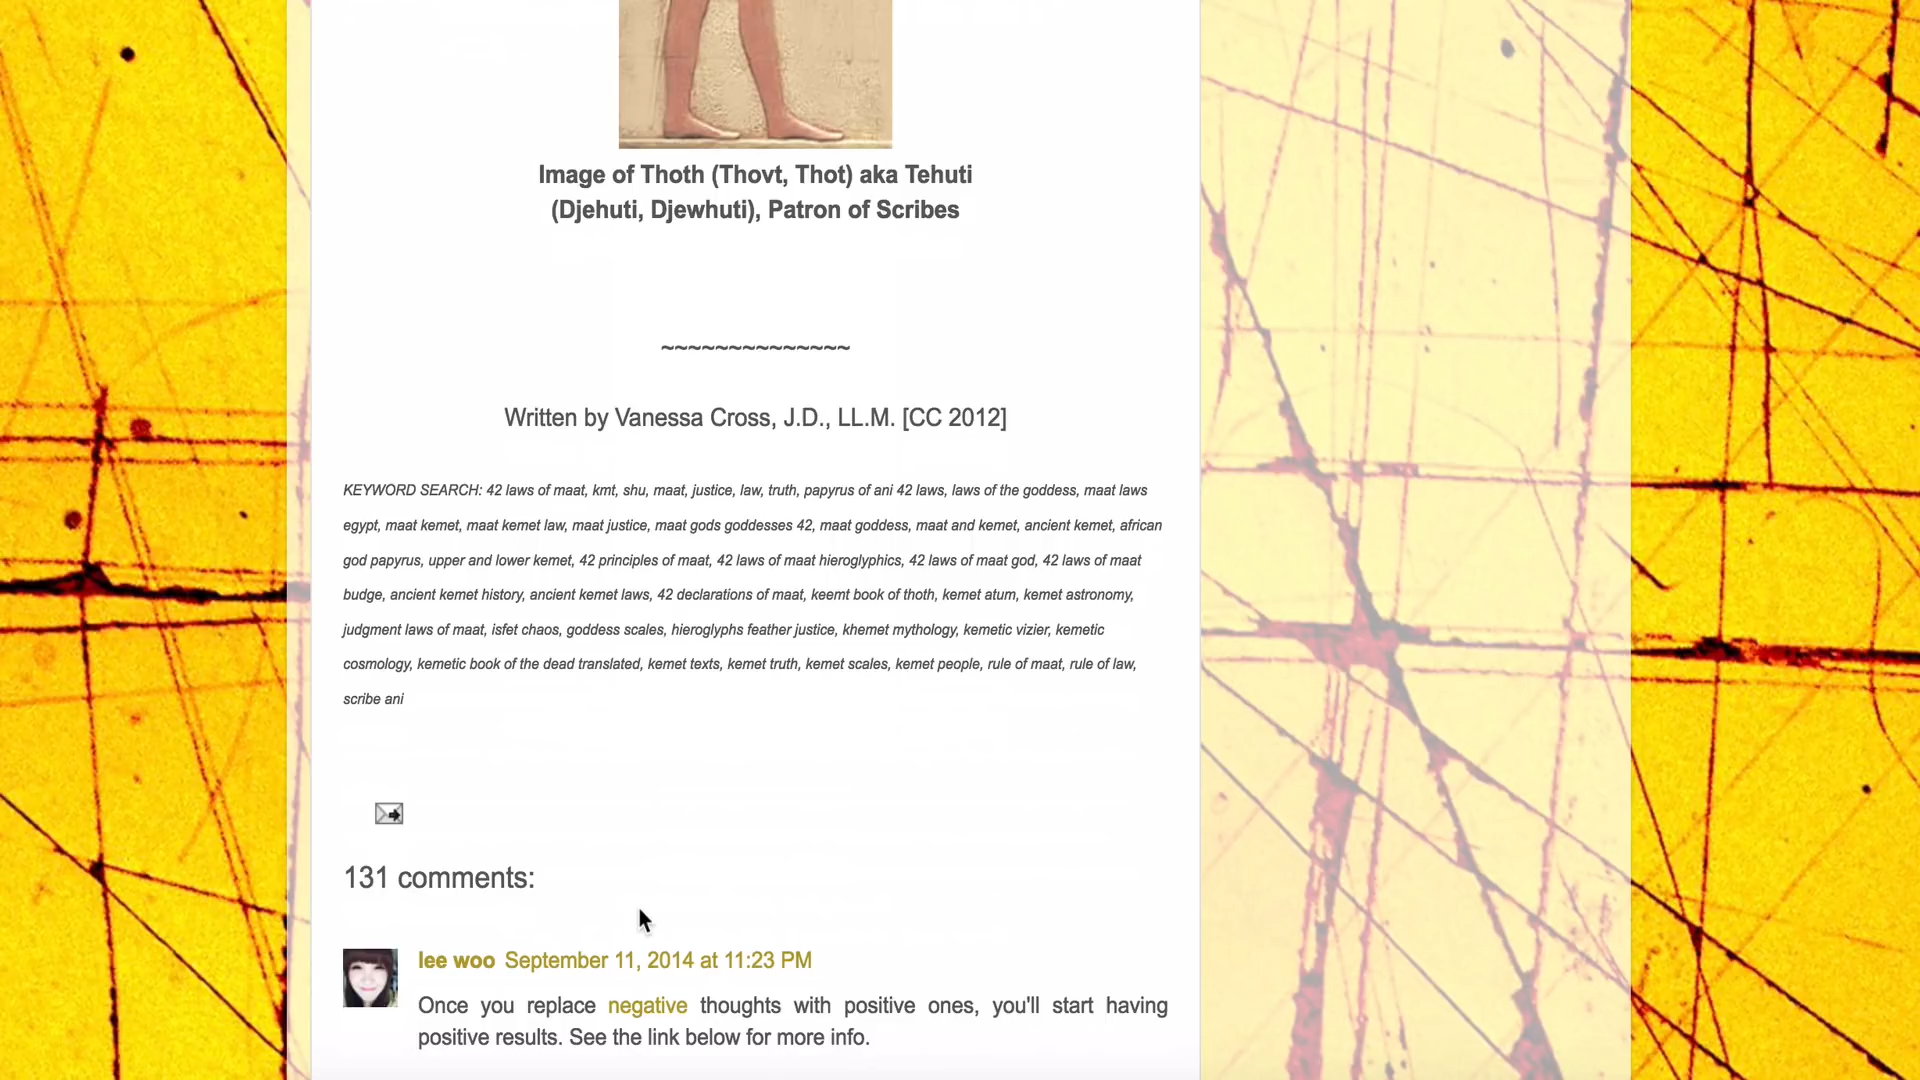 Image of Thoth (Thovt, Thot) aka Tehuti
(Djehuti, Djewhuti), Patron of Scribes
~~~~~~~~~~~~~~
Written by Vanessa Cross, J.D., LL.M. [CC 2012]
KEYWORD SEARCH: 42 laws of maat, kmt, shu, maat, justice, law, truth, papyrus of ani 42 laws, laws of the goddess, maat laws
egypt, maat kemet, maat kemet law, maat justice, maat gods goddesses 42, maat goddess, maat and kemet, ancient kemet, african
god papyrus, upper and lower kemet, 42 principles of maat, 42 laws of maat hieroglyphics, 42 laws of maat god, 42 laws of maat
budge, ancient kemet history, ancient kemet laws, 42 declarations of maat, keemt book of thoth, kemet atum, kemet astronomy,
judgment laws of maat, isfet chaos, goddess scales, hieroglyphs feather justice, khemet mythology, kemetic vizier, kemetic
cosmology, kemetic book of the dead translated, kemet texts, kemet truth, kemet scales, kemet people, rule of maat, rule of law,
scribe ani
131 comments:
lee woo September 11, 2014 at 11:23 PM
Once you replace negative thoughts with positive ones, you'll start having
positive results. See the link below for more info.